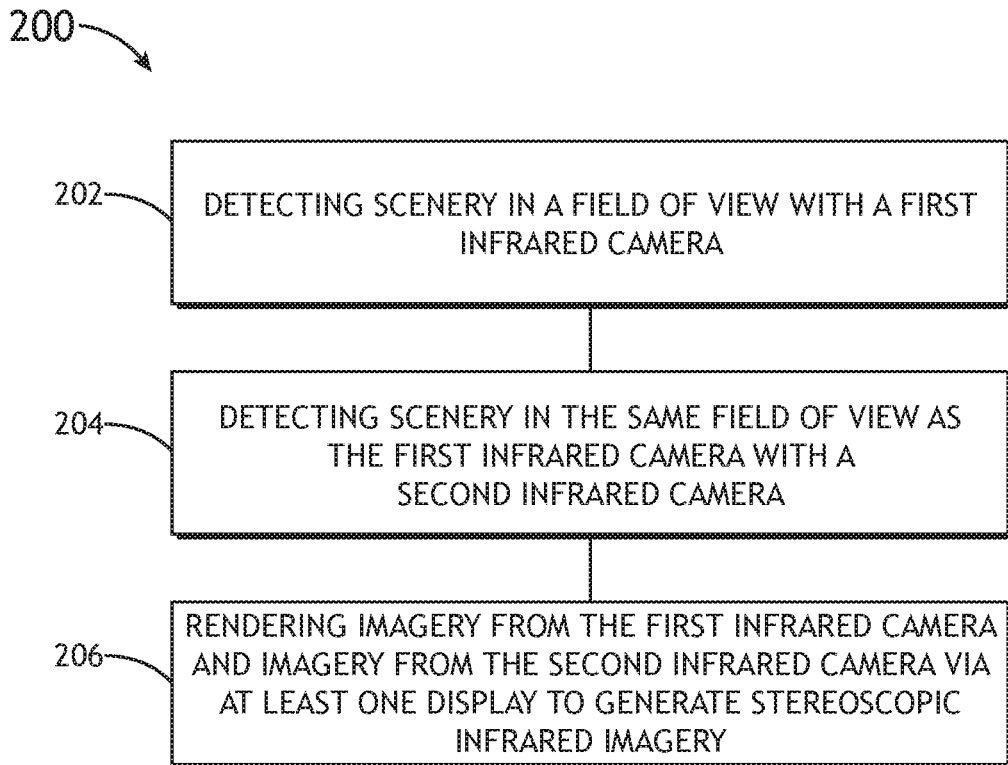 200
202
DETECTING SCENERY IN A FIELD OF VIEW WITH A FIRST
INFRARED CAMERA
204
DETECTING SCENERY IN THE SAME FIELD OF VIEW AS
THE FIRST INFRARED CAMERA WITH A
SECOND INFRARED CAMERA
206
RENDERING IMAGERY FROM THE FIRST INFRARED CAMERA
AND IMAGERY FROM THE SECOND INFRARED CAMERA VIA
AT LEAST ONE DISPLAY TO GENERATE STEREOSCOPIC
INFRARED IMAGERY